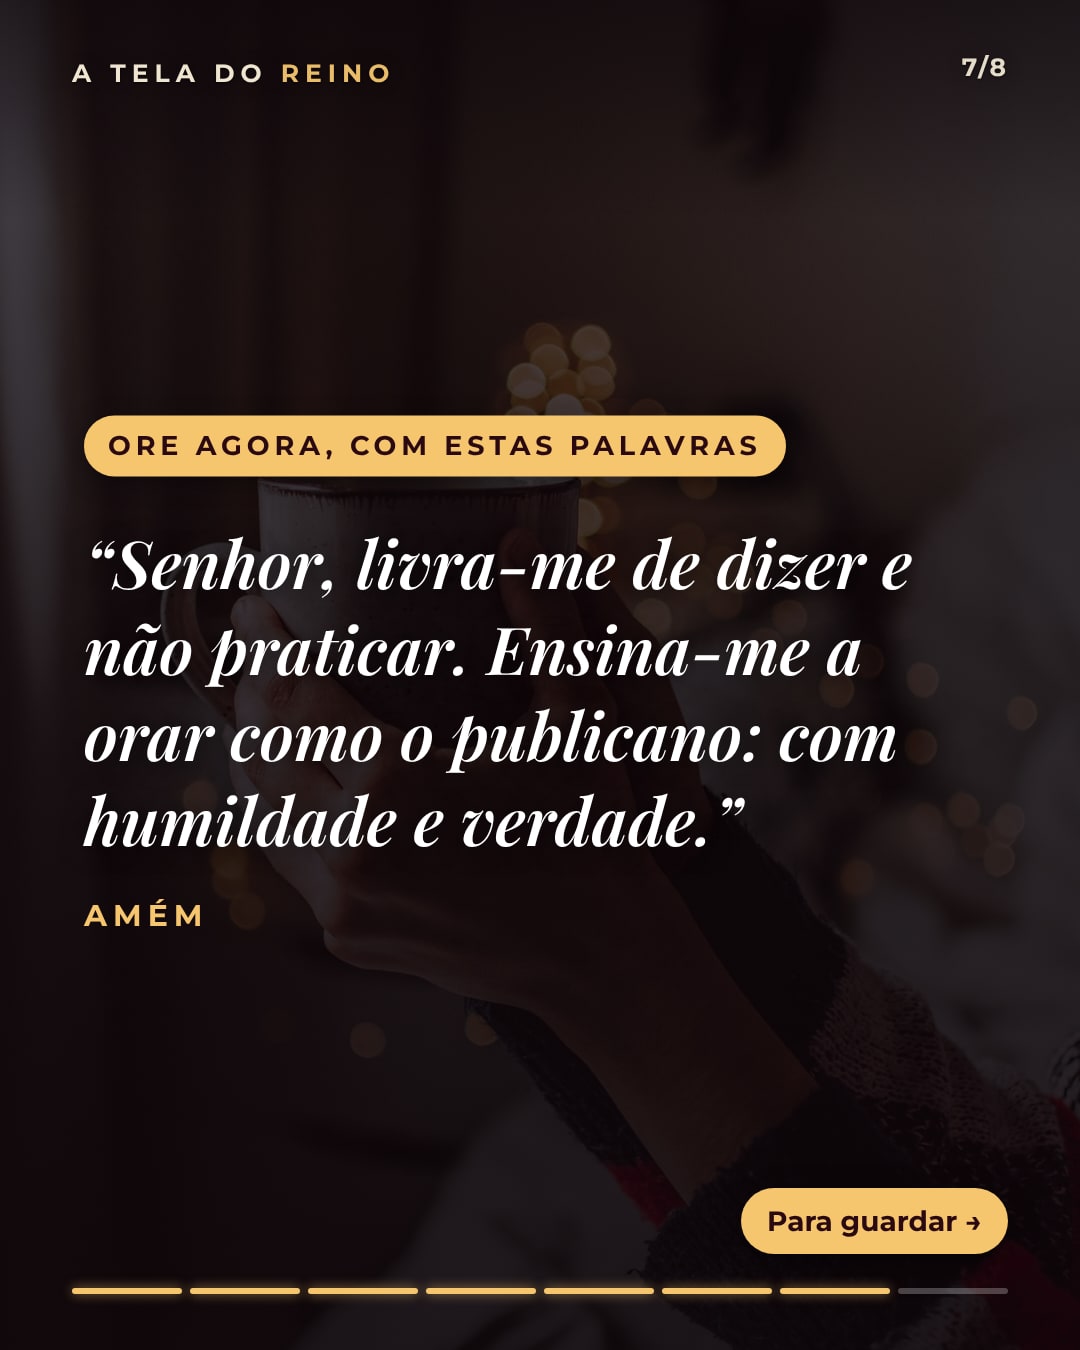 A TELA DO REINO
7/8
ORE AGORA, COM ESTAS PALAVRAS
“Senhor, livra-me de dizer e
não praticar. Ensina-me a
orar como o publicano: com
humildade e verdade.”
AMÉM
Para guardar →